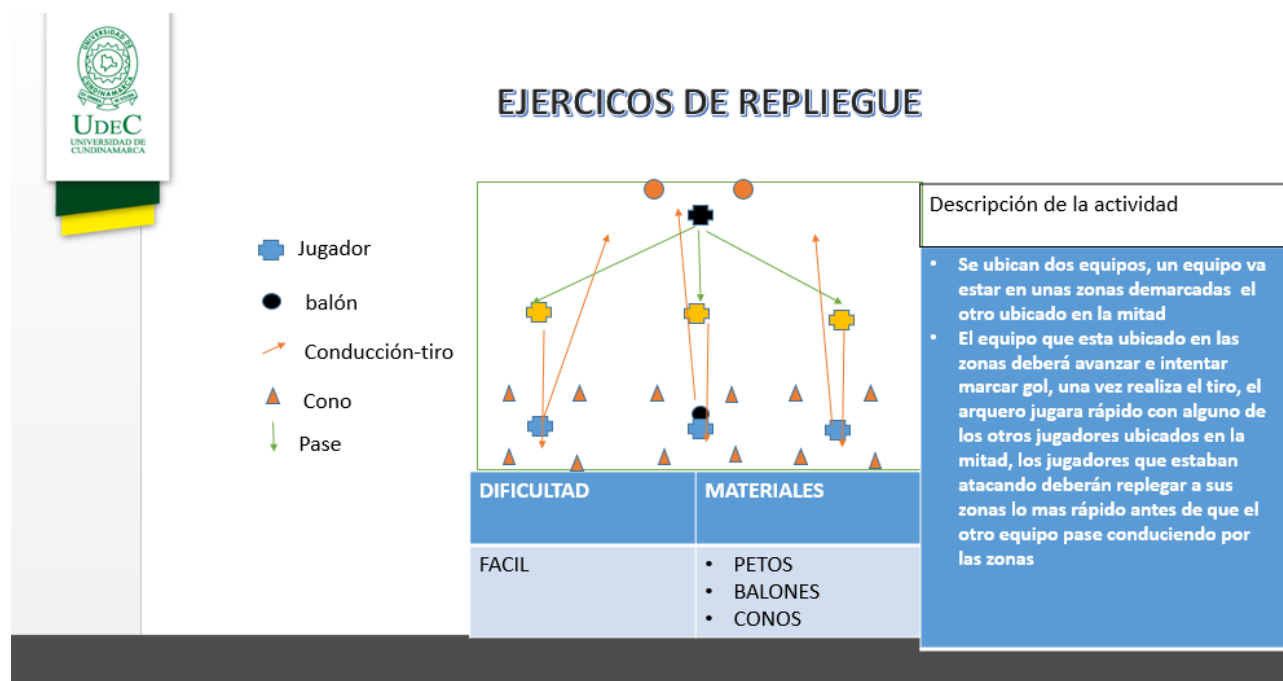 UDEC
UNIVERSIDAD DE
CUNDINAMARCA
EJERCICOS DE REPLIEGUE
Jugador
balón
Conducción-tiro
Cono
Pase
DIFICULTAD
MATERIALES
FACIL
• PETOS
• BALONES
• CONOS
Descripción de la actividad
• Se ubican dos equipos, un equipo va
estar en unas zonas demarcadas el
otro ubicado en la mitad
• El equipo que esta ubicado en las
zonas deberá avanzar e intentar
marcar gol, una vez realiza el tiro, el
arquero jugara rápido con alguno de
los otros jugadores ubicados en la
mitad, los jugadores que estaban
atacando deberán replegar a sus
zonas lo mas rápido antes de que el
otro equipo pase conduciendo por
las zonas